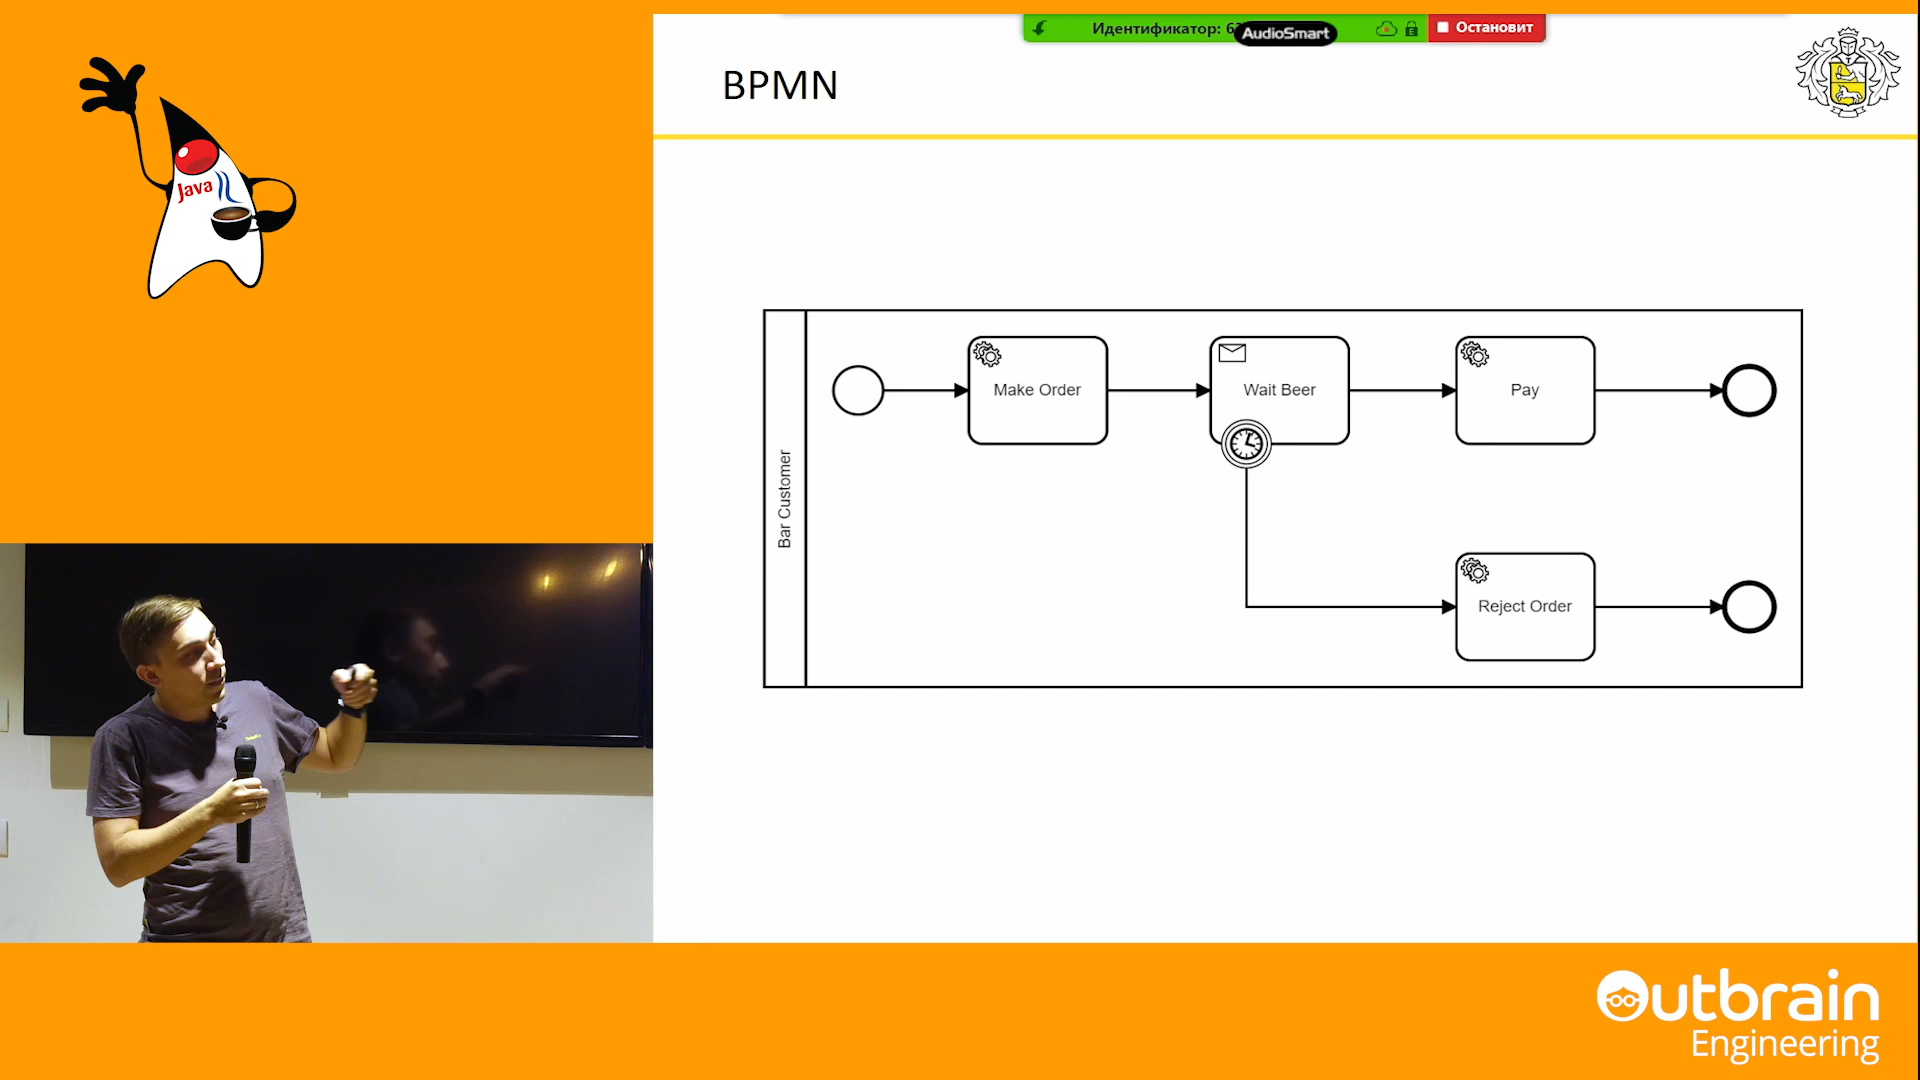 Идентификатор: 6
AudioSmart
Остановит
BPMN
Java
Bar Customer
Make Order
Wait Beer
Pay
Reject Order
Outbrain
Engineering